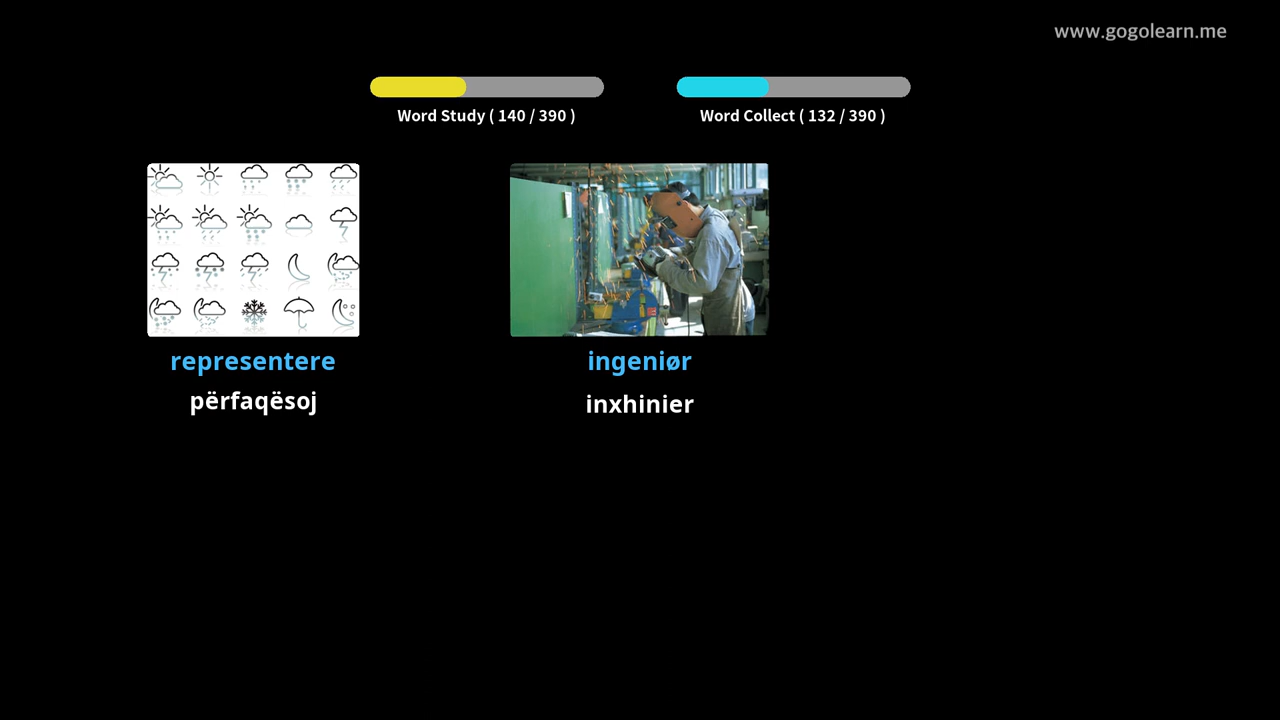 www.gogolearn.me
Word Study ( 140 / 390 )
Word Collect ( 132 / 390 )
representere
përfaqësoj
ingeniør
inxhinier